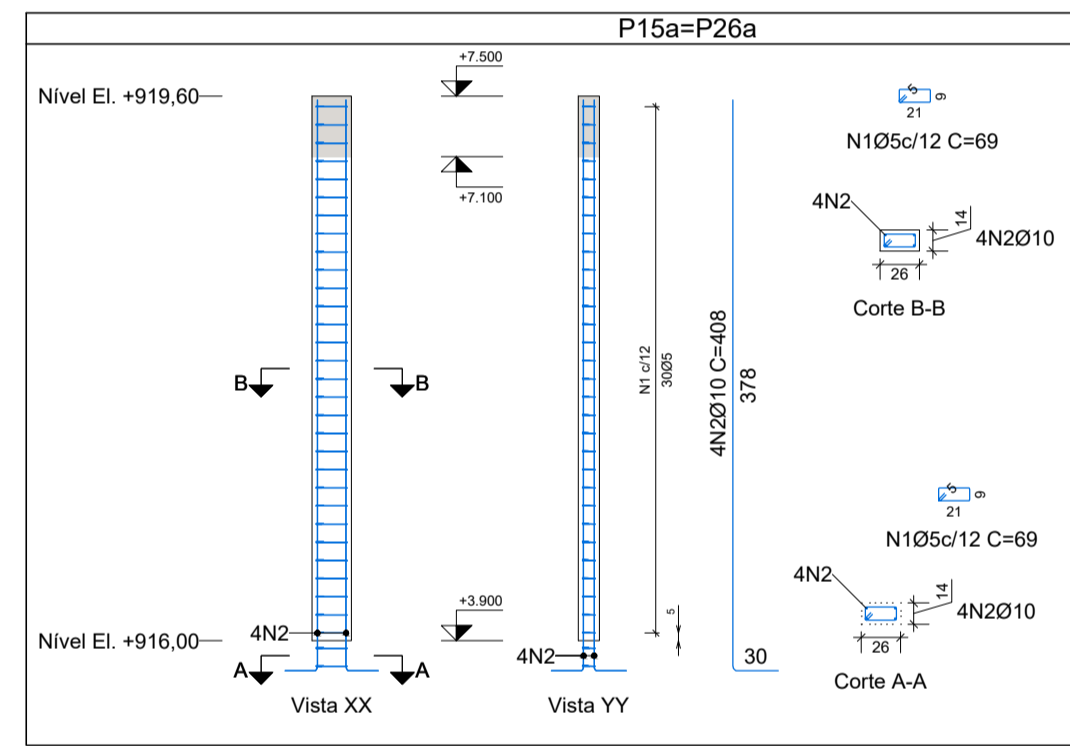 P15a=P26a
Nível El. +919,60
+7.500
+7.100
B
B
Nível El. +916,00
4N2
+3.900
A
A
Vista XX
4N2
Vista YY
N1 c/12
30Ø5
5
4N2Ø10 C=408
378
30
5
9
21
N1Ø5c/12 C=69
4N2
14
4N2Ø10
26
Corte B-B
5
9
21
N1Ø5c/12 C=69
4N2
14
4N2Ø10
26
Corte A-A